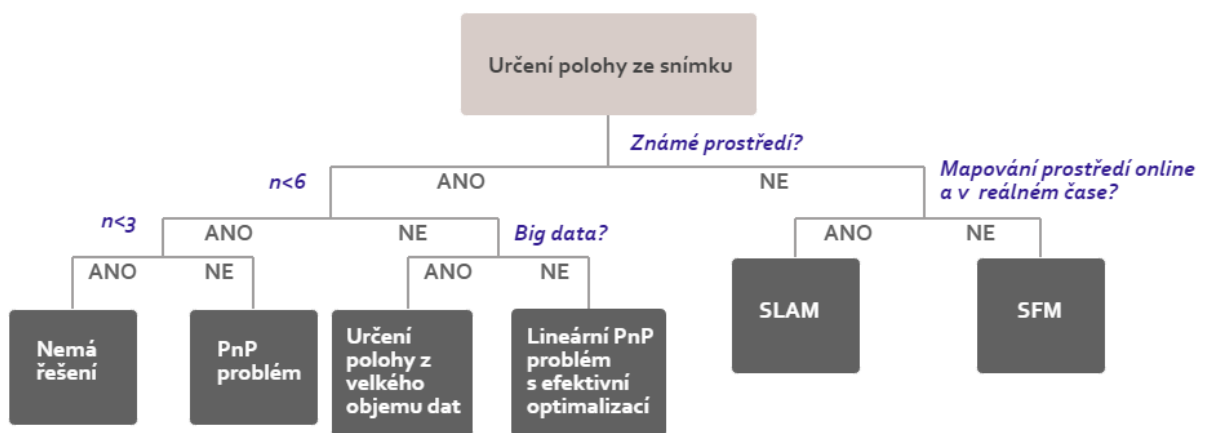 Určení polohy ze snímku
Známé prostředí?
n<6
ANO
NE
Mapování prostředí online
a v reálném čase?
n<3
ANO
NE
Big data?
ANO
NE
ANO
NE
ANO
NE
Nemá
řešení
PnP
problém
Určení
polohy z
velkého
objemu dat
Lineární PnP
problém
s efektivní
optimalizací
SLAM
SFM